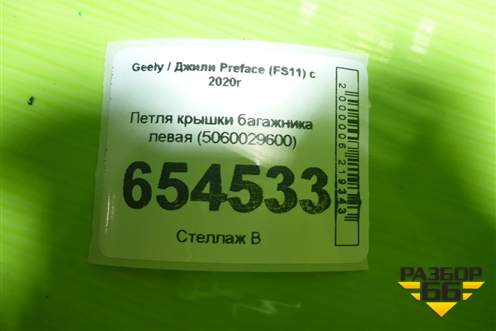 Geely / Джили Preface (FS11) с
2020г
Петля крышки багажника
левая (5060029600)
654533
Стеллаж В
2000006219343
РАЗБОР
66